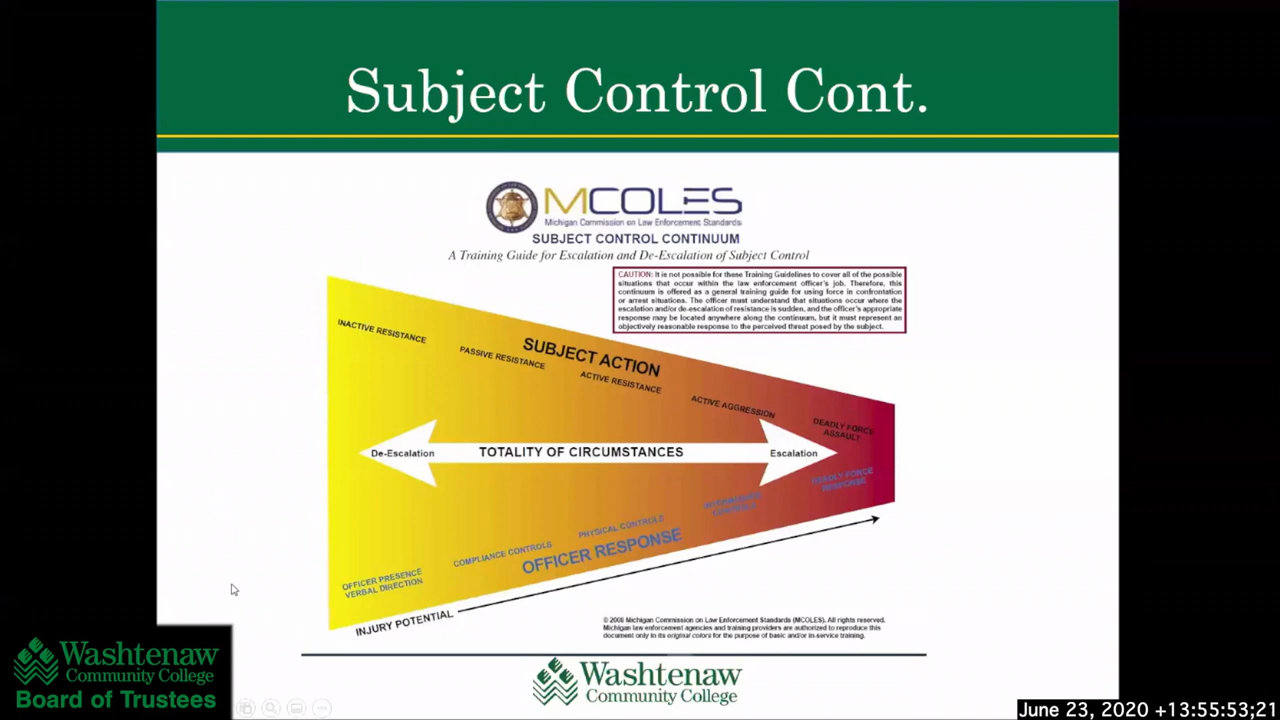 Subject Control Cont.
MCOLES
Michigan Commission on Law Enforcement Standards
SUBJECT CONTROL CONTINUUM
A Training Guide for Escalation and De-Escalation of Subject Control
CAUTION: It is not possible for these Training Guidelines to cover all of the possible
situations that occur within the law enforcement officer's job. Therefore, this
continuum is offered as a general training guide for using force in confrontation
or arrest situations. The officer must understand that situations occur where the
escalation and/or de-escalation of resistance is sudden, and the officer's appropriate
response may be located anywhere along the continuum, but it must represent an
objectively reasonable response to the perceived threat posed by the subject.
INACTIVE RESISTANCE
PASSIVE RESISTANCE
SUBJECT ACTION
ACTIVE RESISTANCE
ACTIVE AGGRESSION
DEADLY FORCE
ASSAULT
De-Escalation
TOTALITY OF CIRCUMSTANCES
Escalation
DEADLY FORCE
RESPONSE
PHYSICAL CONTROLS
COMPLIANCE CONTROLS
OFFICER RESPONSE
OFFICER PRESENCE
VERBAL DIRECTION
INJURY POTENTIAL
© 2006 Michigan Commission on Law Enforcement Standards (MCOLES). All rights reserved.
Michigan law enforcement agencies and training providers are authorized to reproduce this
document only in its original colors for the purpose of basic and/or in-service training.
Washtenaw
Community College
Washtenaw
Community College
Board of Trustees
June 23, 2020 +13:55:53;21